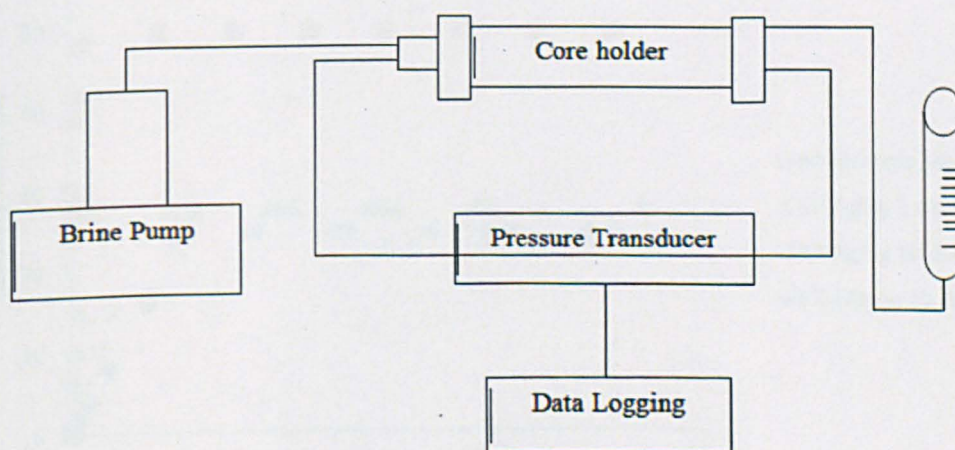 Core holder
Brine Pump
Pressure Transducer
Data Logging